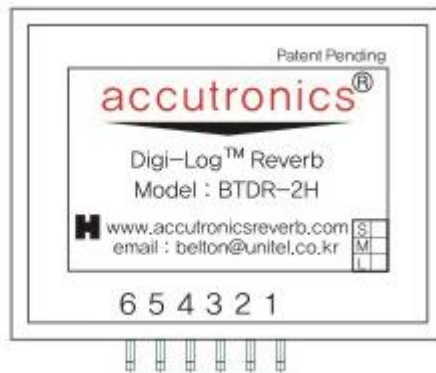 Patent Pending
accutronics®
Digi-Log™ Reverb
Model : BTDR-2H
H www.accutronicsreverb.com S
email : belton@unitel.co.kr M
L
6 5 4 3 2 1